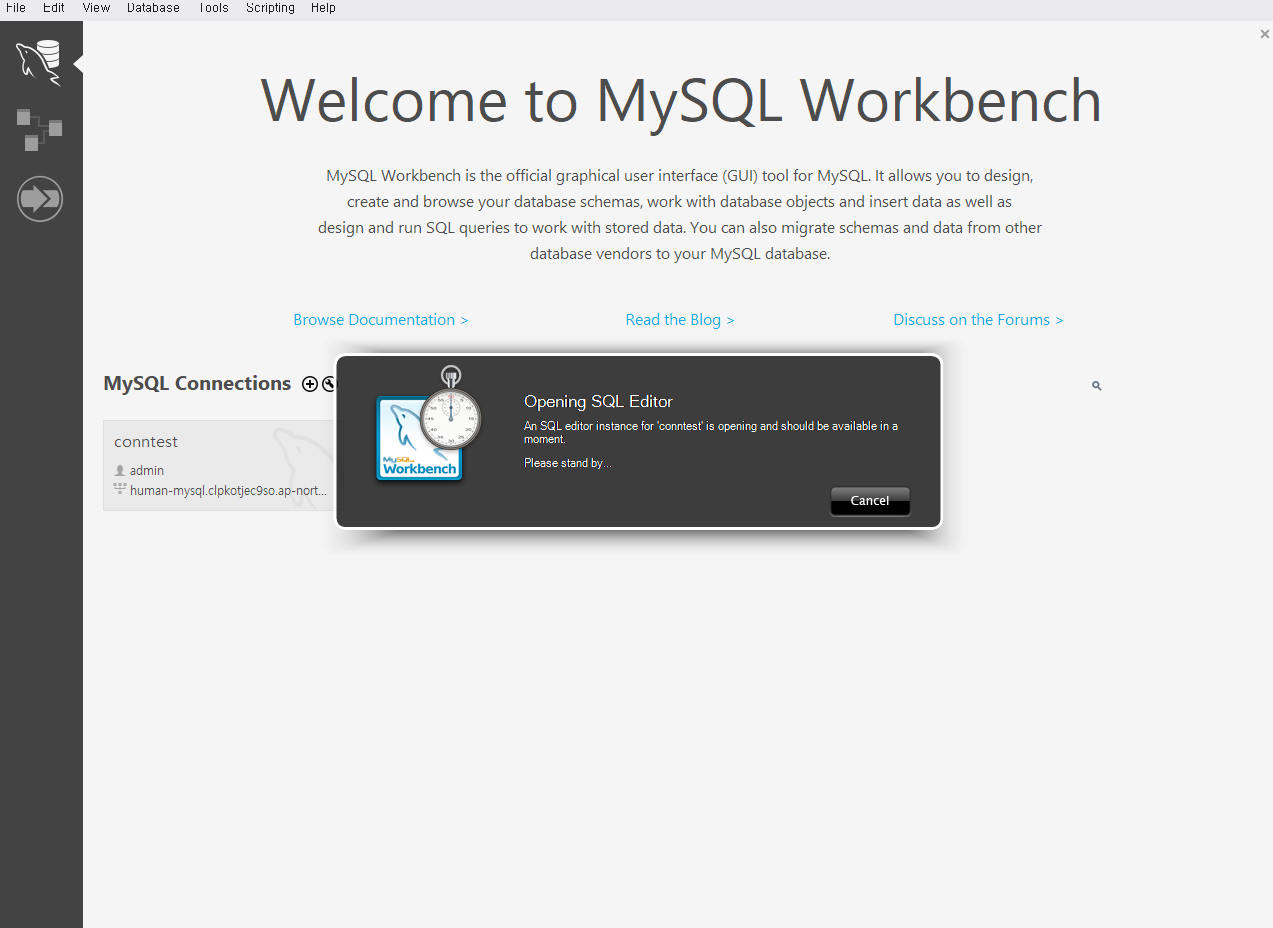 File Edit View Database Tools Scripting Help
Welcome to MySQL Workbench
MySQL Workbench is the official graphical user interface (GUI) tool for MySQL. It allows you to design,
create and browse your database schemas, work with database objects and insert data as well as
design and run SQL queries to work with stored data. You can also migrate schemas and data from other
database vendors to your MySQL database.
Browse Documentation > Read the Blog > Discuss on the Forums >
MySQL Connections
conntest
admin
human-mysql.clpkotjec9so.ap-nort...
MySQL
Workbench
Opening SQL Editor
An SQL editor instance for 'conntest' is opening and should be available in a
moment.
Please stand by...
Cancel